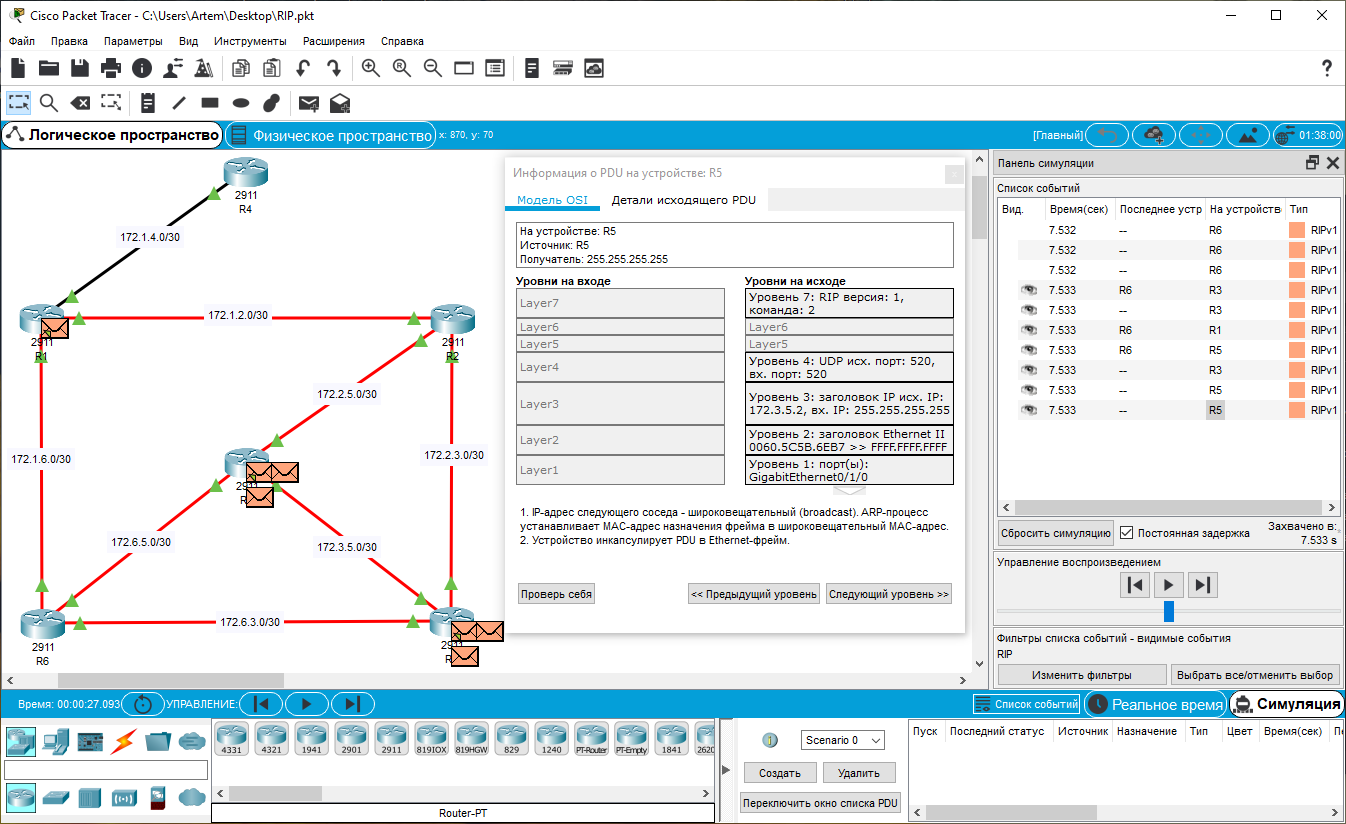 Cisco Packet Tracer - C:\Users\Artem\Desktop\RIP.pkt
Файл Правка Параметры Вид Инструменты Расширения Справка
Логическое пространство
Физическое пространство
x: 870, y: 70
[Главный]
01:38:00
2911
R4
172.1.4.0/30
172.1.2.0/30
2911
R1
2911
R2
172.2.5.0/30
172.1.6.0/30
172.2.3.0/30
2911
172.6.5.0/30
172.3.5.0/30
172.6.3.0/30
2911
R6
Информация о PDU на устройстве: R5
Модель OSI
Детали исходящего PDU
На устройстве: R5
Источник: R5
Получатель: 255.255.255.255
Уровни на входе
Layer7
Layer6
Layer5
Layer4
Layer3
Layer2
Layer1
Уровни на исходе
Уровень 7: RIP версия: 1,
команда: 2
Layer6
Layer5
Уровень 4: UDP исх. порт: 520,
вх. порт: 520
Уровень 3: заголовок IP исх. IP:
172.3.5.2, вх. IP: 255.255.255.255
Уровень 2: заголовок Ethernet II
0060.5C5B.6EB7 >> FFFF.FFFF.FFFF
Уровень 1: порт(ы):
GigabitEthernet0/1/0
1. IP-адрес следующего соседа - широковещательный (broadcast). ARP-процесс
устанавливает MAC-адрес назначения фрейма в широковещательный MAC-адрес.
2. Устройство инкапсулирует PDU в Ethernet-фрейм.
Проверь себя
<< Предыдущий уровень
Следующий уровень >>
Панель симуляции
Список событий
Вид. Время(сек) Последнее устр На устройств Тип
7.532 -- R6 RIPv1
7.532 -- R6 RIPv1
7.532 -- R6 RIPv1
7.533 R6 R3 RIPv1
7.533 R6 R1 RIPv1
7.533 R6 R5 RIPv1
7.533 -- R3 RIPv1
7.533 -- R5 RIPv1
7.533 -- R5 RIPv1
Сбросить симуляцию
Постоянная задержка
Захвачено в:
7.533 s
Управление воспроизведением
Фильтры списка событий - видимые события
RIP
Изменить фильтры
Выбрать все/отменить выбор
Время: 00:00:27.093
УПРАВЛЕНИЕ:
Список событий
Реальное время
Симуляция
4331 4321 1941 2901 2911 819IOX 819HGW 829 1240 PT-Router PT-Empty 1841 2620
Router-PT
Scenario 0
Создать
Удалить
Переключить окно списка PDU
Пуск Последний статус Источник Назначение Тип Цвет Время(сек) Пе